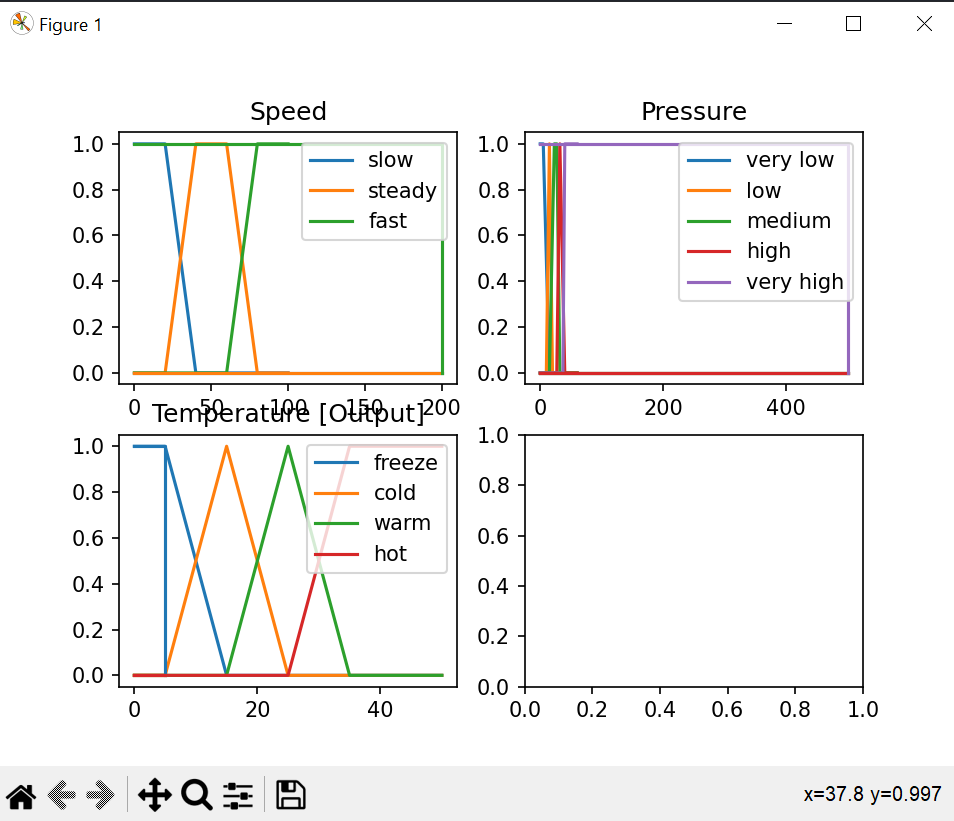 Figure 1
Speed
1.0
0.8
0.6
0.4
0.2
0.0
0 50 100 150 200
slow
steady
fast
Pressure
1.0
0.8
0.6
0.4
0.2
0.0
0 200 400
very low
low
medium
high
very high
Temperature [Output]
1.0
0.8
0.6
0.4
0.2
0.0
0 20 40
freeze
cold
warm
hot
1.0
0.8
0.6
0.4
0.2
0.0
0.0 0.2 0.4 0.6 0.8 1.0
x=37.8 y=0.997